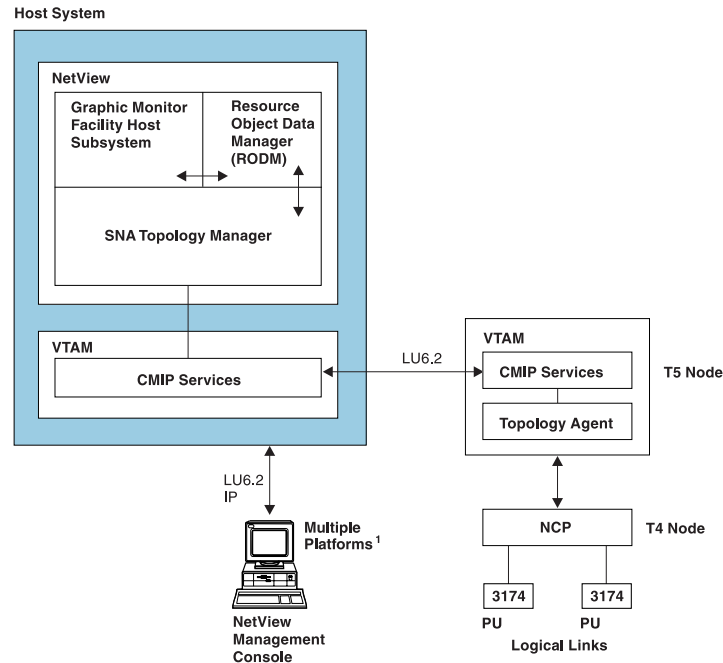 Host System
NetView
Graphic Monitor
Facility Host
Subsystem
Resource
Object Data
Manager
(RODM)
SNA Topology Manager
VTAM
CMIP Services
LU6.2
VTAM
CMIP Services
Topology Agent
T5 Node
LU6.2
IP
Multiple
Platforms¹
NetView
Management
Console
NCP
T4 Node
3174
3174
PU
PU
Logical Links